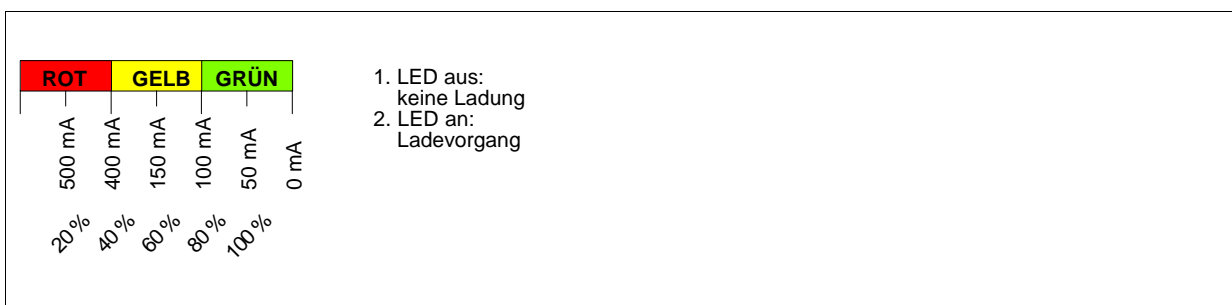 ROT GELB GRÜN
500 mA 400 mA 150 mA 100 mA 50 mA 0 mA
20 % 40 % 60 % 80 % 100 %
1. LED aus:
keine Ladung
2. LED an:
Ladevorgang